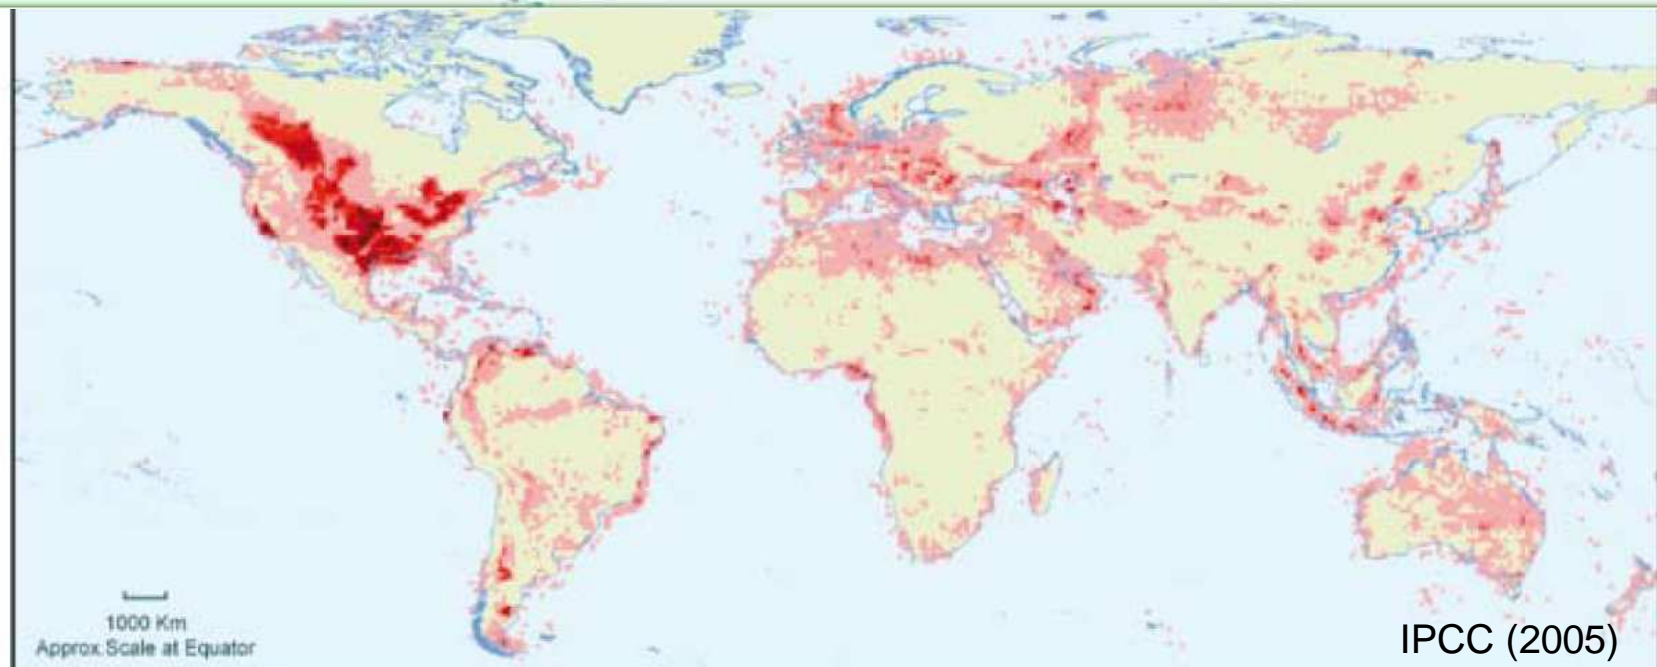 1000 Km
Approx.Scale at Equator
IPCC (2005)